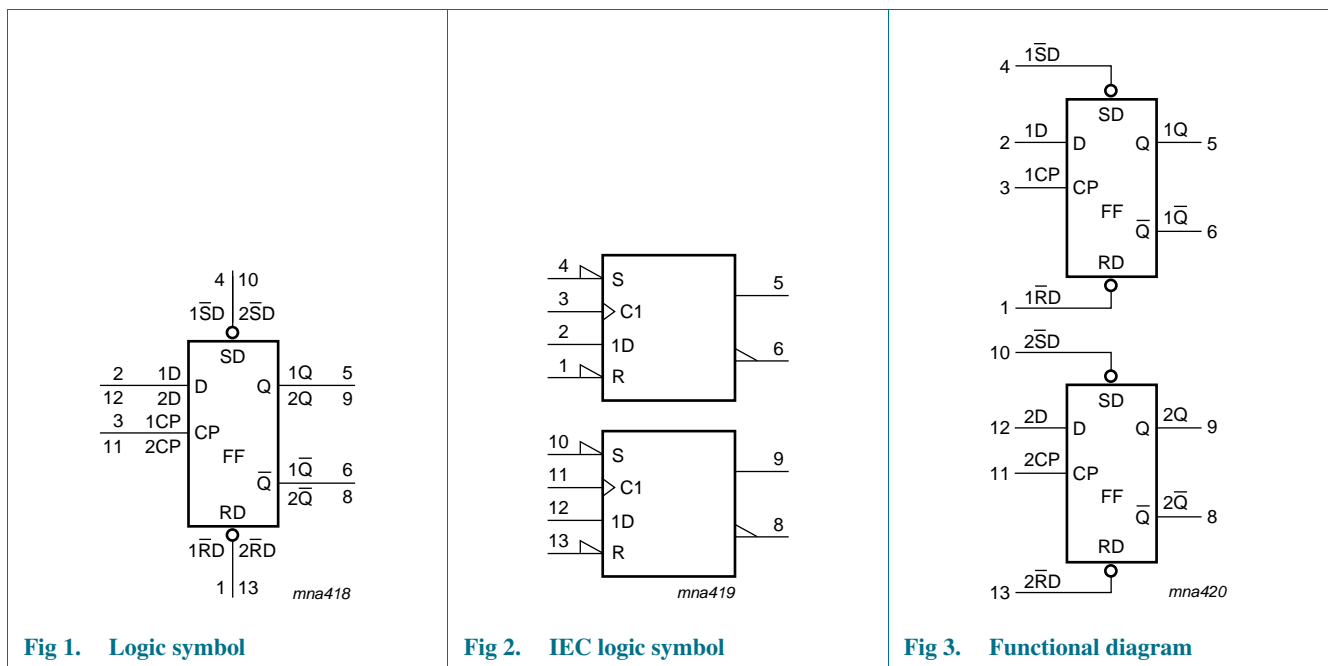 4 10
1S̅D 2S̅D
SD
2 1D D Q 1Q 5
12 2D 2Q 9
3 1CP CP
11 2CP
FF
Q̅ 1Q̅ 6
2Q̅ 8
RD
1R̅D 2R̅D
1 13
mna418
Fig 1. Logic symbol
4 S
5
3 C1
2 1D
6
1 R
10 S
9
11 C1
12 1D
8
13 R
mna419
Fig 2. IEC logic symbol
4 1S̅D
SD
2 1D D Q 1Q 5
3 1CP CP
FF
Q̅ 1Q̅ 6
RD
1 1R̅D
10 2S̅D
SD
12 2D D Q 2Q 9
11 2CP CP
FF
Q̅ 2Q̅ 8
RD
13 2R̅D
mna420
Fig 3. Functional diagram